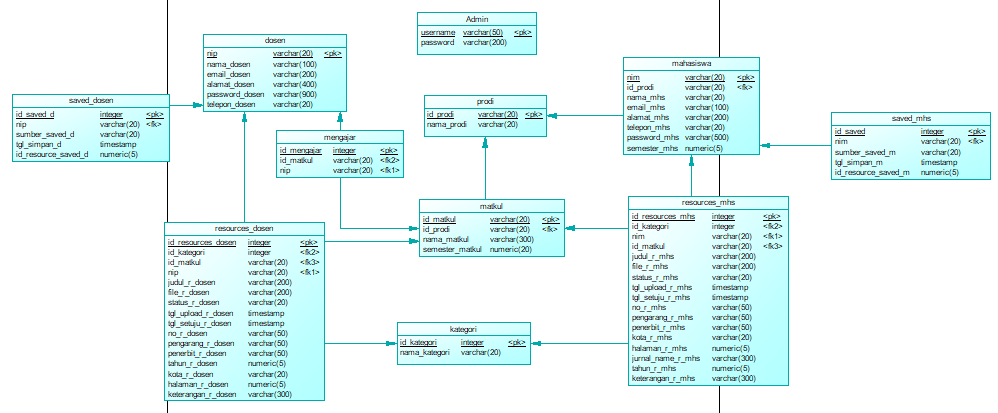 Admin
username varchar(50) <pk>
password varchar(200)
dosen
nip varchar(20) <pk>
nama_dosen varchar(100)
email_dosen varchar(200)
alamat_dosen varchar(400)
password_dosen varchar(900)
telepon_dosen varchar(20)
mahasiswa
nim varchar(20) <pk>
id_prodi varchar(20) <fk>
nama_mhs varchar(20)
email_mhs varchar(100)
alamat_mhs varchar(200)
telepon_mhs varchar(20)
password_mhs varchar(500)
semester_mhs numeric(5)
saved_dosen
id_saved_d integer <pk>
nip varchar(20) <fk>
sumber_saved_d varchar(20)
tgl_simpan_d timestamp
id_resource_saved_d numeric(5)
prodi
id_prodi varchar(20) <pk>
nama_prodi varchar(20)
saved_mhs
id_saved integer <pk>
nim varchar(20) <fk>
sumber_saved_m varchar(20)
tgl_simpan_m timestamp
id_resource_saved_m numeric(5)
mengajar
id_mengajar integer <pk>
id_matkul varchar(20) <fk2>
nip varchar(20) <fk1>
matkul
id_matkul varchar(20) <pk>
id_prodi varchar(20) <fk>
nama_matkul varchar(300)
semester_matkul numeric(20)
resources_dosen
id_resources_dosen integer <pk>
id_kategori integer <fk2>
id_matkul varchar(20) <fk3>
nip varchar(20) <fk1>
judul_r_dosen varchar(200)
file_r_dosen varchar(200)
status_r_dosen varchar(20)
tgl_upload_r_dosen timestamp
tgl_setuju_r_dosen timestamp
no_r_dosen varchar(50)
pengarang_r_dosen varchar(50)
penerbit_r_dosen varchar(50)
tahun_r_dosen numeric(5)
kota_r_dosen varchar(20)
halaman_r_dosen numeric(5)
keterangan_r_dosen varchar(300)
resources_mhs
id_resources_mhs integer <pk>
id_kategori integer <fk2>
nim varchar(20) <fk1>
id_matkul varchar(20) <fk3>
judul_r_mhs varchar(200)
file_r_mhs varchar(200)
status_r_mhs varchar(20)
tgl_upload_r_mhs timestamp
tgl_setuju_r_mhs timestamp
no_r_mhs varchar(50)
pengarang_r_mhs varchar(50)
penerbit_r_mhs varchar(50)
kota_r_mhs varchar(20)
halaman_r_mhs numeric(5)
jurnal_name_r_mhs varchar(300)
tahun_r_mhs numeric(5)
keterangan_r_mhs varchar(300)
kategori
id_kategori integer <pk>
nama_kategori varchar(20)